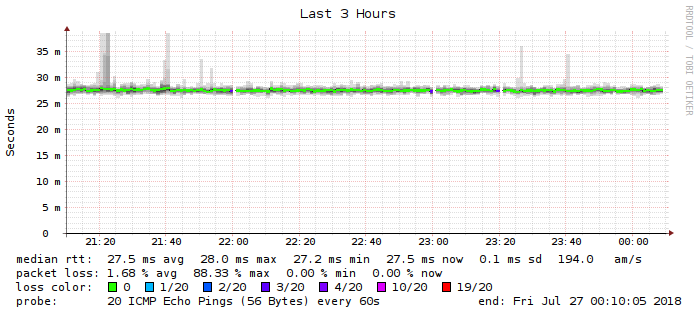 Last 3 Hours
RRDTOOL / TOBI OETIKER
Seconds
35 m
30 m
25 m
20 m
15 m
10 m
5 m
0
21:20 21:40 22:00 22:20 22:40 23:00 23:20 23:40 00:00
median rtt: 27.5 ms avg 28.0 ms max 27.2 ms min 27.5 ms now 0.1 ms sd 194.0 am/s
packet loss: 1.68 % avg 88.33 % max 0.00 % min 0.00 % now
loss color: 0 1/20 2/20 3/20 4/20 10/20 19/20
probe: 20 ICMP Echo Pings (56 Bytes) every 60s end: Fri Jul 27 00:10:05 2018